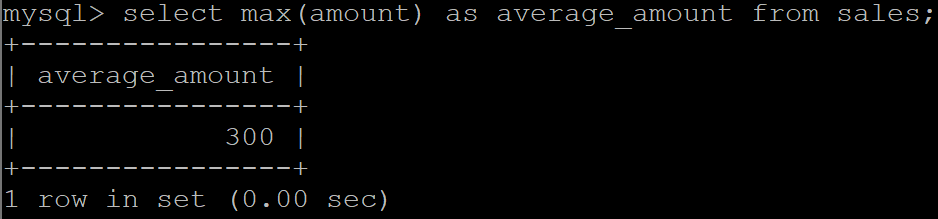 mysql> select max(amount) as average_amount from sales;
+----------------+
| average_amount |
+----------------+
|            300 |
+----------------+
1 row in set (0.00 sec)